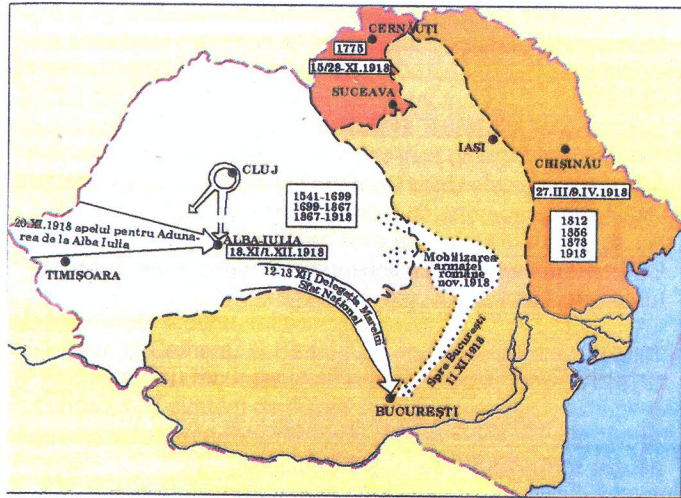 CERNĂUȚI
1775
15/28-XI.1918
SUCEAVA
IAȘI
CHIȘINĂU
27.III/9.IV.1918
1812
1856
1878
1918
CLUJ
1541-1699
1699-1867
1867-1918
20.XI.1918 apelul pentru Aduna-
rea de la Alba Iulia
ALBA-IULIA
18.XI/1.XII.1918
TIMIȘOARA
12-13 XII Delegație Marelui
Sfat Național
Mobilizarea
armatei
române
nov.1918
Spre București
11.XI.1918
BUCUREȘTI